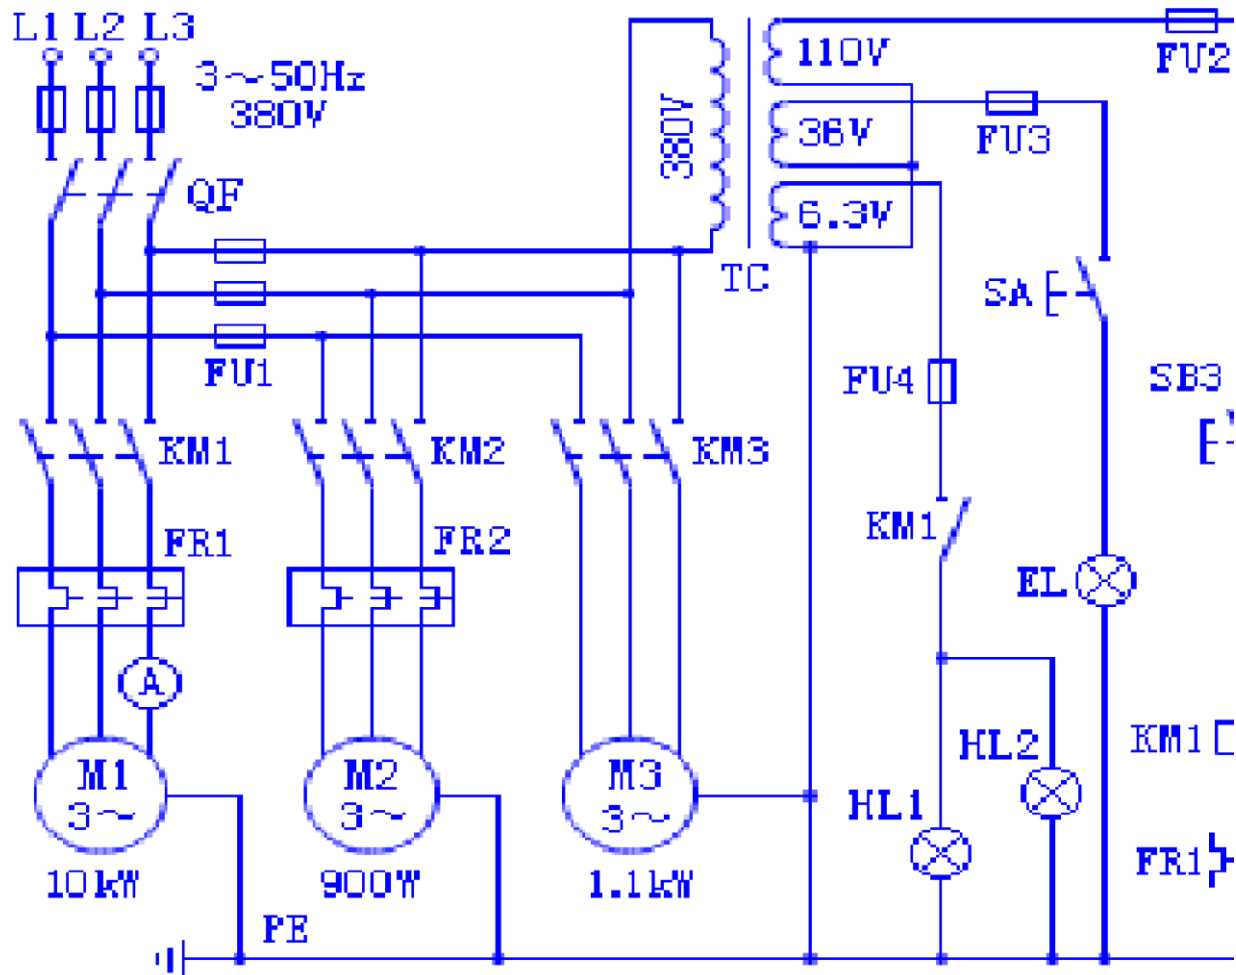 L1 L2 L3
3～50Hz
380V
QF
FU1
380V
TC
110V
36V
6.3V
FU2
FU3
SA
FU4
SB3
KM1
KM2
KM3
FR1
FR2
KM1
EL
A
HL2
HL1
KM1
FR1
M1
3～
10kW
M2
3～
900W
M3
3～
1.1kW
PE